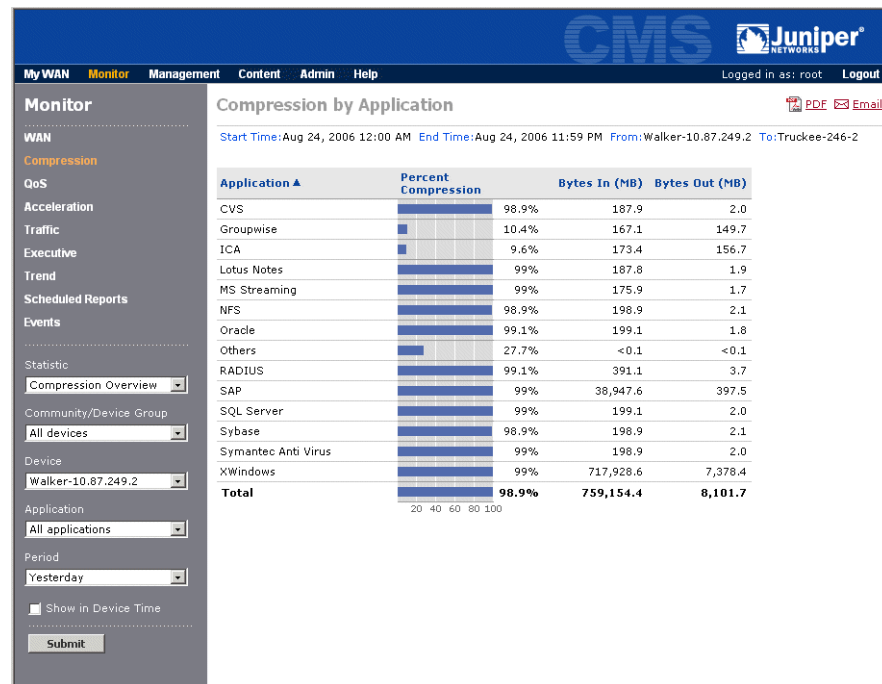 CMS
Juniper®
NETWORKS
My WAN Monitor Management Content Admin Help Logged in as: root Logout
Monitor
WAN
Compression
QoS
Acceleration
Traffic
Executive
Trend
Scheduled Reports
Events
Statistic
Compression Overview
Community/Device Group
All devices
Device
Walker-10.87.249.2
Application
All applications
Period
Yesterday
Show in Device Time
Submit
Compression by Application PDF Email
Start Time:Aug 24, 2006 12:00 AM End Time:Aug 24, 2006 11:59 PM From:Walker-10.87.249.2 To:Truckee-246-2
Application ▲ Percent Compression Bytes In (MB) Bytes Out (MB)
CVS 98.9% 187.9 2.0
Groupwise 10.4% 167.1 149.7
ICA 9.6% 173.4 156.7
Lotus Notes 99% 187.8 1.9
MS Streaming 99% 175.9 1.7
NFS 98.9% 198.9 2.1
Oracle 99.1% 199.1 1.8
Others 27.7% <0.1 <0.1
RADIUS 99.1% 391.1 3.7
SAP 99% 38,947.6 397.5
SQL Server 99% 199.1 2.0
Sybase 98.9% 198.9 2.1
Symantec Anti Virus 99% 198.9 2.0
XWindows 99% 717,928.6 7,378.4
Total 98.9% 759,154.4 8,101.7
20 40 60 80 100